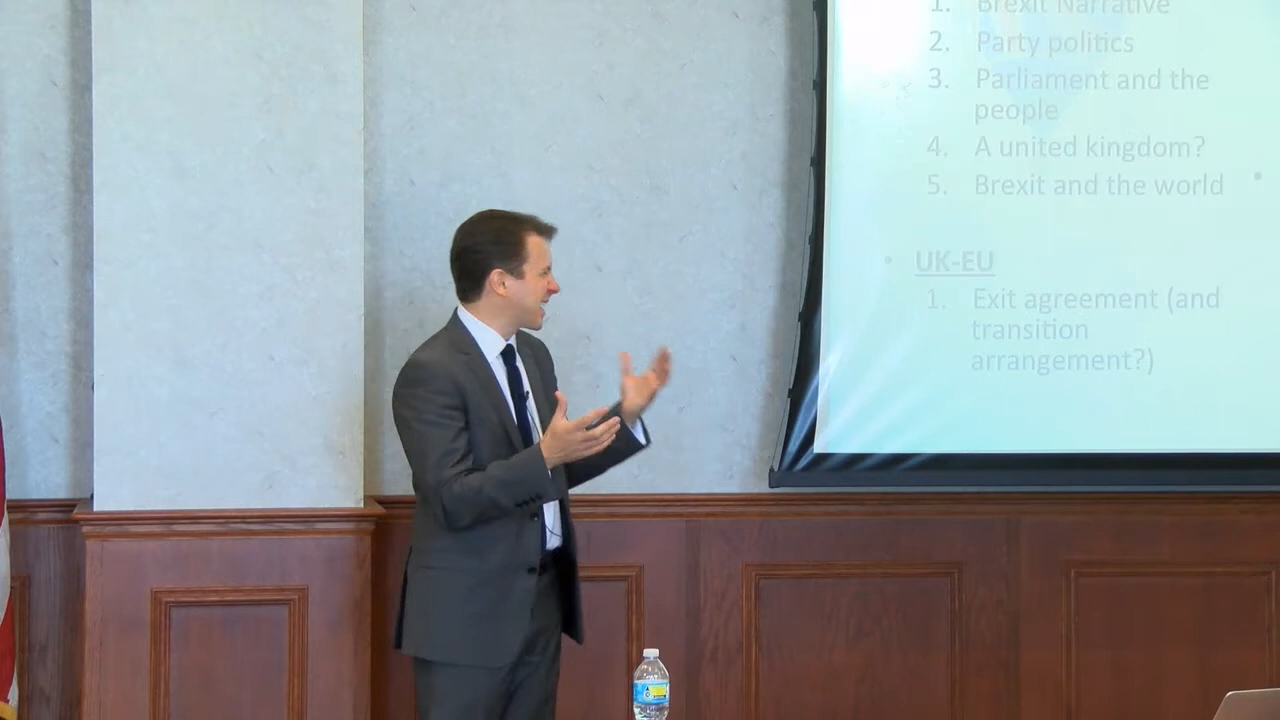 1. Brexit Narrative
2. Party politics
3. Parliament and the
people
4. A united kingdom?
5. Brexit and the world
• UK-EU
1. Exit agreement (and
transition
arrangement?)